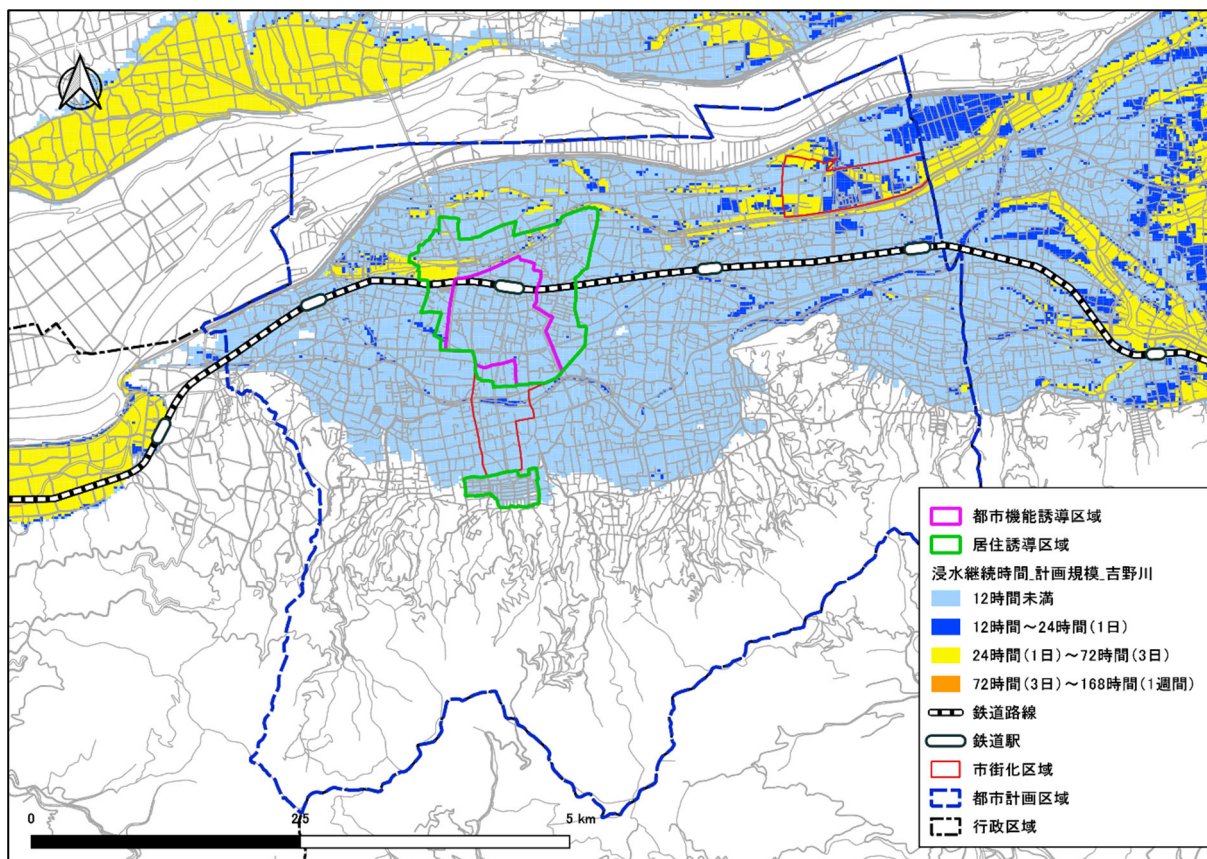 都市機能誘導区域
居住誘導区域
浸水継続時間_計画規模_吉野川
12時間未満
12時間～24時間(1日)
24時間(1日)～72時間(3日)
72時間(3日)～168時間(1週間)
鉄道路線
鉄道駅
市街化区域
都市計画区域
行政区域
0 2.5 5 km